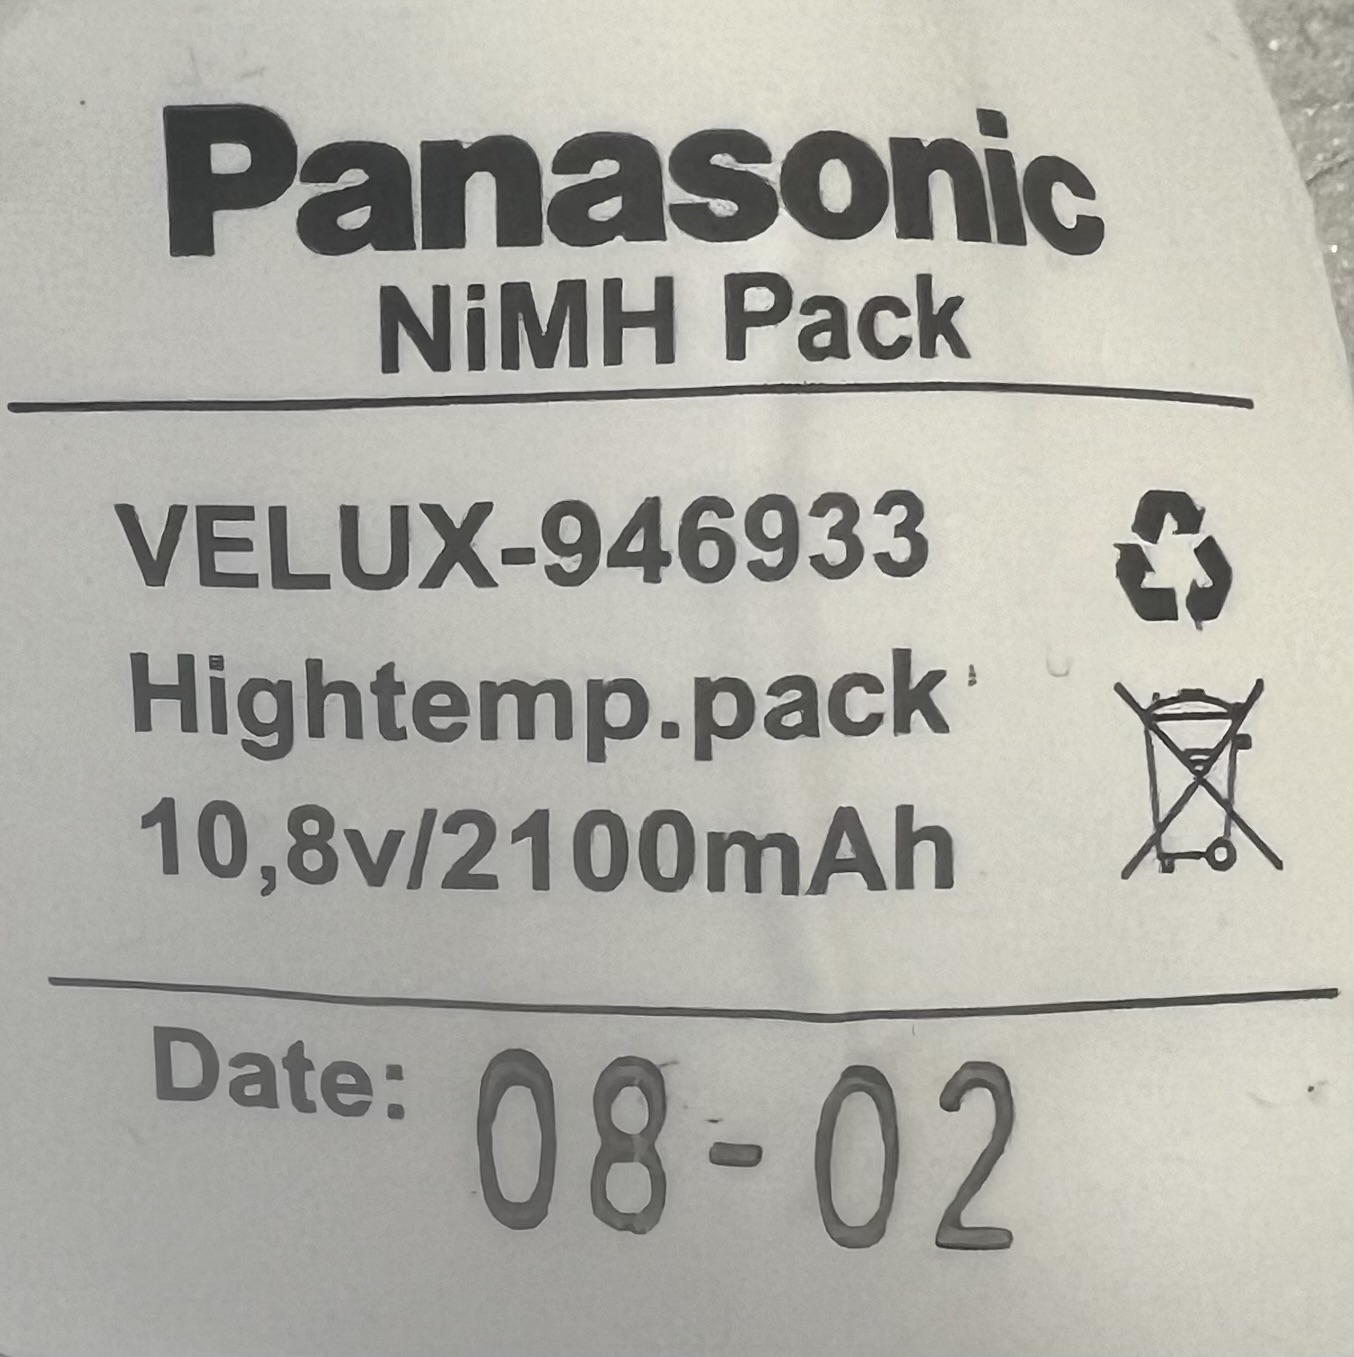 Panasonic
NiMH Pack
VELUX-946933
Hightemp.pack
10,8v/2100mAh
Date: 08-02